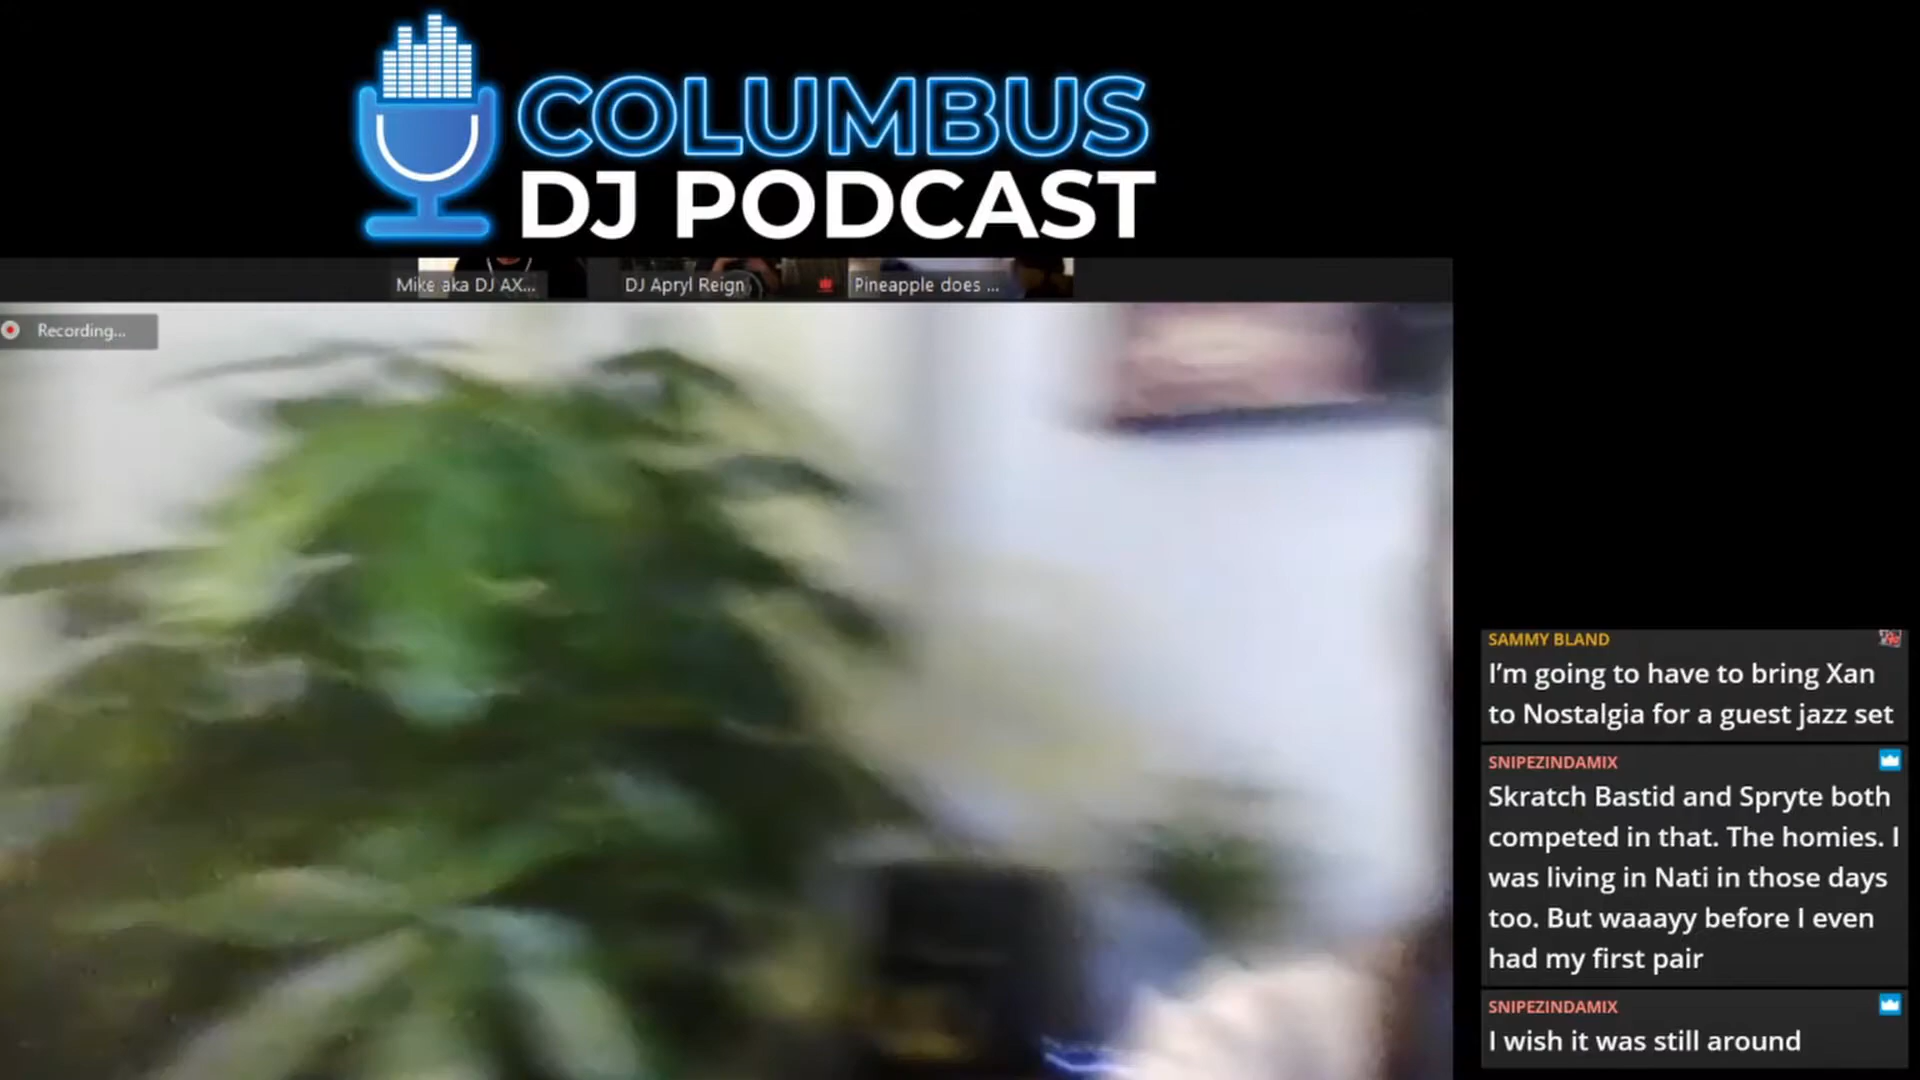 COLUMBUS
DJ PODCAST
Mike aka DJ AX...
DJ Apryl Reign
Pineapple does ...
Recording...
SAMMY BLAND
I’m going to have to bring Xan
to Nostalgia for a guest jazz set
SNIPEZINDAMIX
Skratch Bastid and Spryte both
competed in that. The homies. I
was living in Nati in those days
too. But waaayy before I even
had my first pair
SNIPEZINDAMIX
I wish it was still around